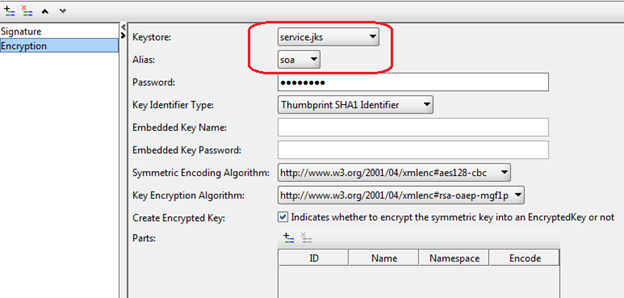 Signature
Encryption
Keystore: service.jks
Alias: soa
Password: ●●●●●●●●
Key Identifier Type: Thumbprint SHA1 Identifier
Embedded Key Name:
Embedded Key Password:
Symmetric Encoding Algorithm: http://www.w3.org/2001/04/xmlenc#aes128-cbc
Key Encryption Algorithm: http://www.w3.org/2001/04/xmlenc#rsa-oaep-mgf1p
Create Encrypted Key: Indicates whether to encrypt the symmetric key into an EncryptedKey or not
Parts:
ID Name Namespace Encode